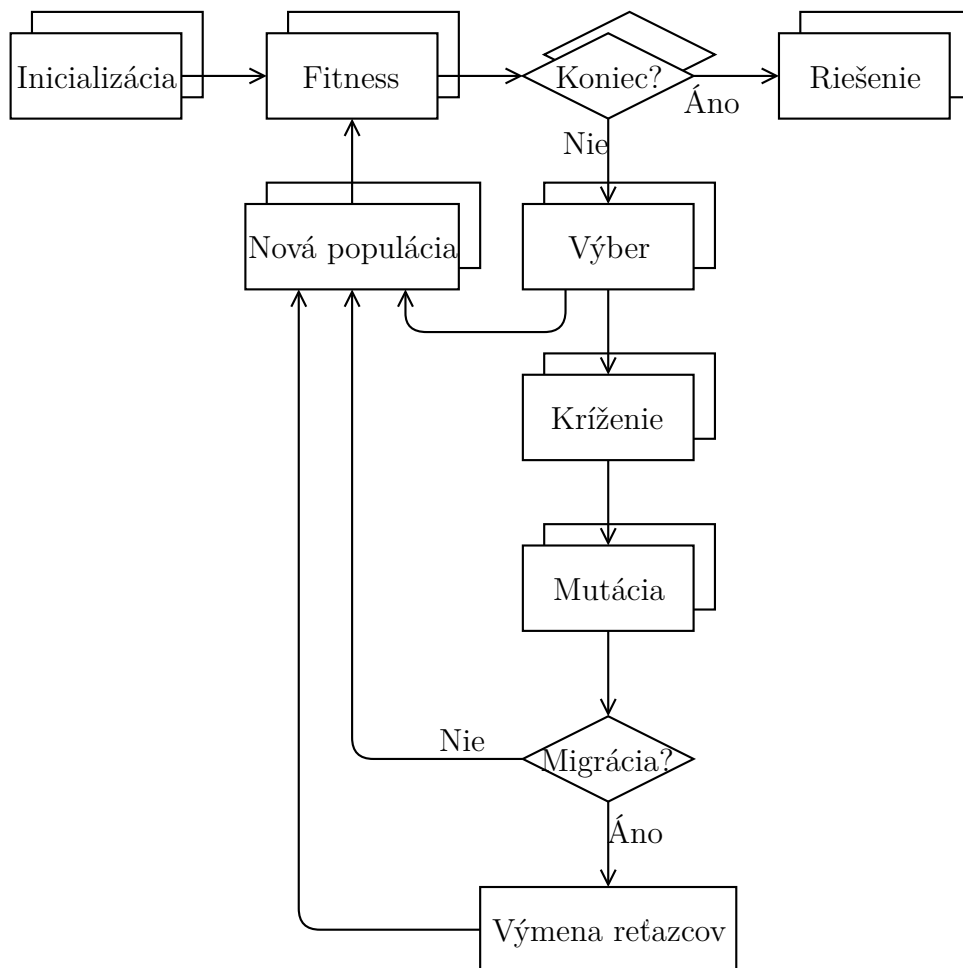 Inicializácia
Fitness
Koniec?
Riešenie
Áno
Nie
Nová populácia
Výber
Kríženie
Mutácia
Nie
Migrácia?
Áno
Výmena reťazcov